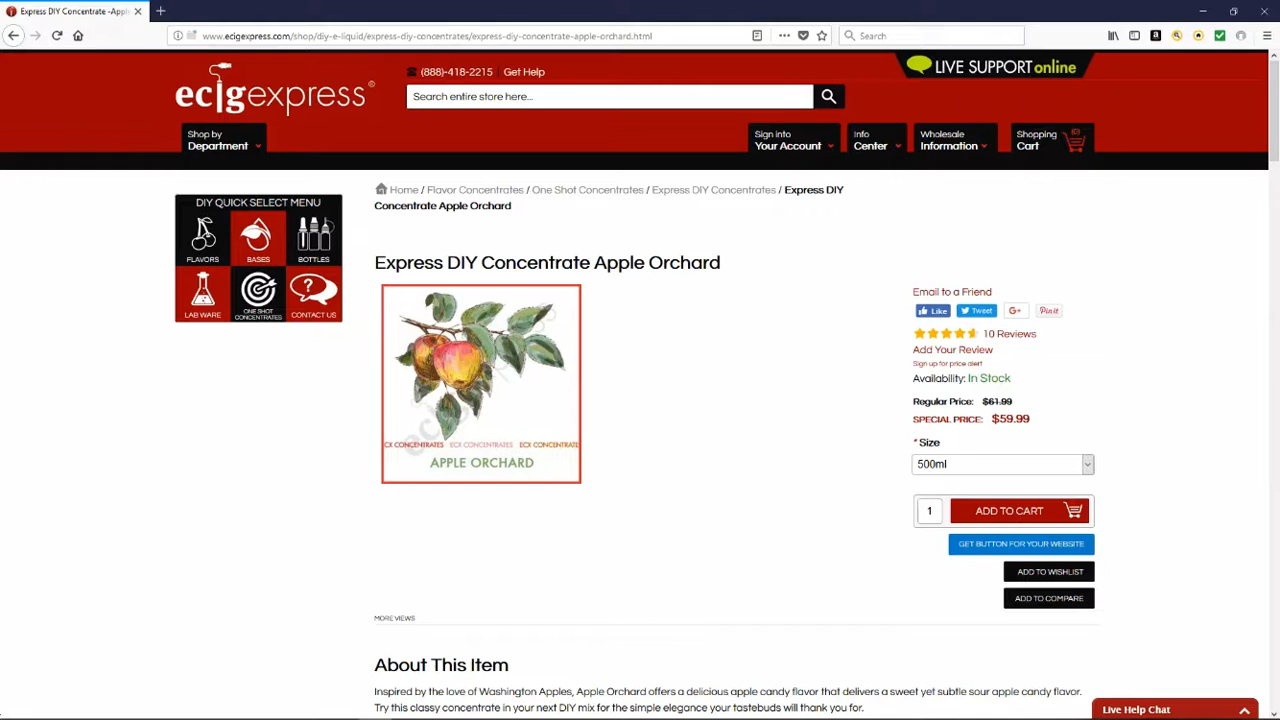 Express DIY Concentrate -Apple
www.ecigexpress.com/shop/diy-e-liquid/express-diy-concentrates/express-diy-concentrate-apple-orchard.html
Search
ecigexpress®
(888)-418-2215 Get Help
LIVE SUPPORT online
Search entire store here...
Shop by
Department
Sign into
Your Account
Info
Center
Wholesale
Information
Shopping
Cart
(0)
DIY QUICK SELECT MENU
FLAVORS
BASES
BOTTLES
LAB WARE
ONE SHOT
CONCENTRATES
CONTACT US
Home / Flavor Concentrates / One Shot Concentrates / Express DIY Concentrates / Express DIY
Concentrate Apple Orchard
Express DIY Concentrate Apple Orchard
CX CONCENTRATES ECX CONCENTRATES ECX CONCENTRATE
APPLE ORCHARD
Email to a Friend
Like
Tweet
G+
Pin it
10 Reviews
Add Your Review
Sign up for price alert
Availability: In Stock
Regular Price: $61.99
SPECIAL PRICE: $59.99
* Size
500ml
1
ADD TO CART
GET BUTTON FOR YOUR WEBSITE
ADD TO WISHLIST
ADD TO COMPARE
MORE VIEWS
About This Item
Inspired by the love of Washington Apples, Apple Orchard offers a delicious apple candy flavor that delivers a sweet yet subtle sour apple candy flavor.
Try this classy concentrate in your next DIY mix for the simple elegance your tastebuds will thank you for.
Live Help Chat